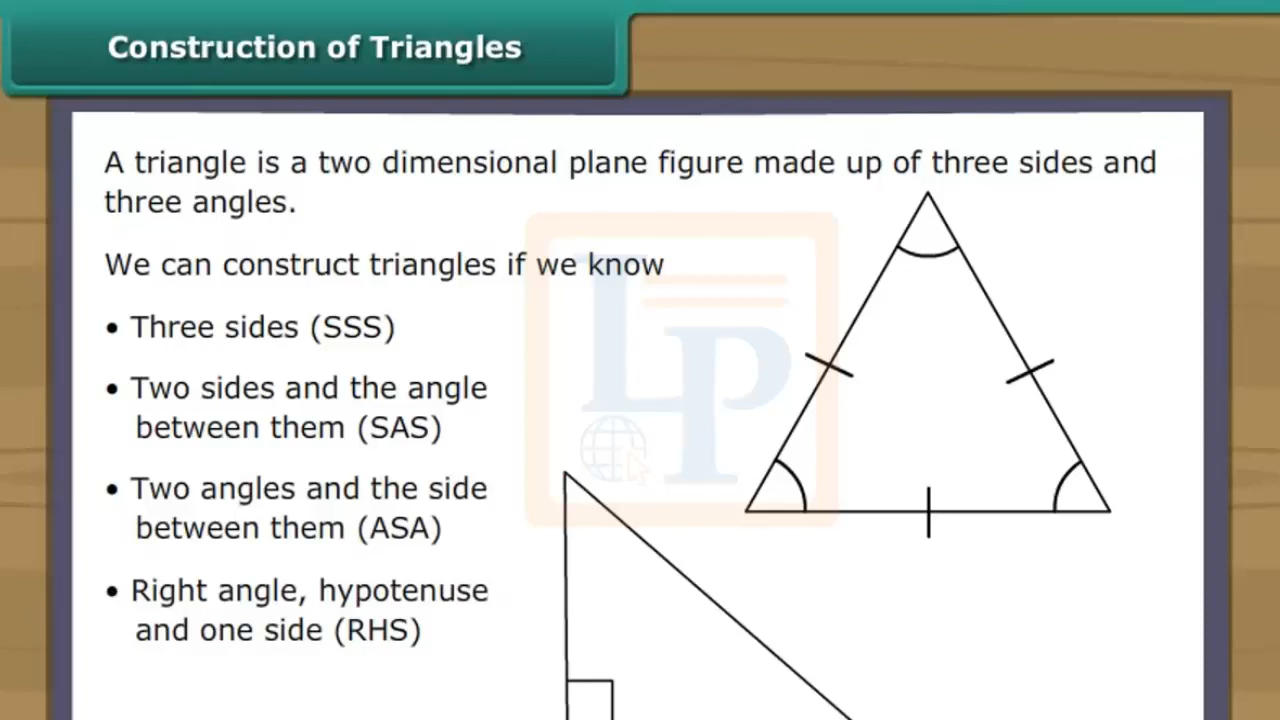 Construction of Triangles
A triangle is a two dimensional plane figure made up of three sides and
three angles.
We can construct triangles if we know
• Three sides (SSS)
• Two sides and the angle
between them (SAS)
• Two angles and the side
between them (ASA)
• Right angle, hypotenuse
and one side (RHS)
LP